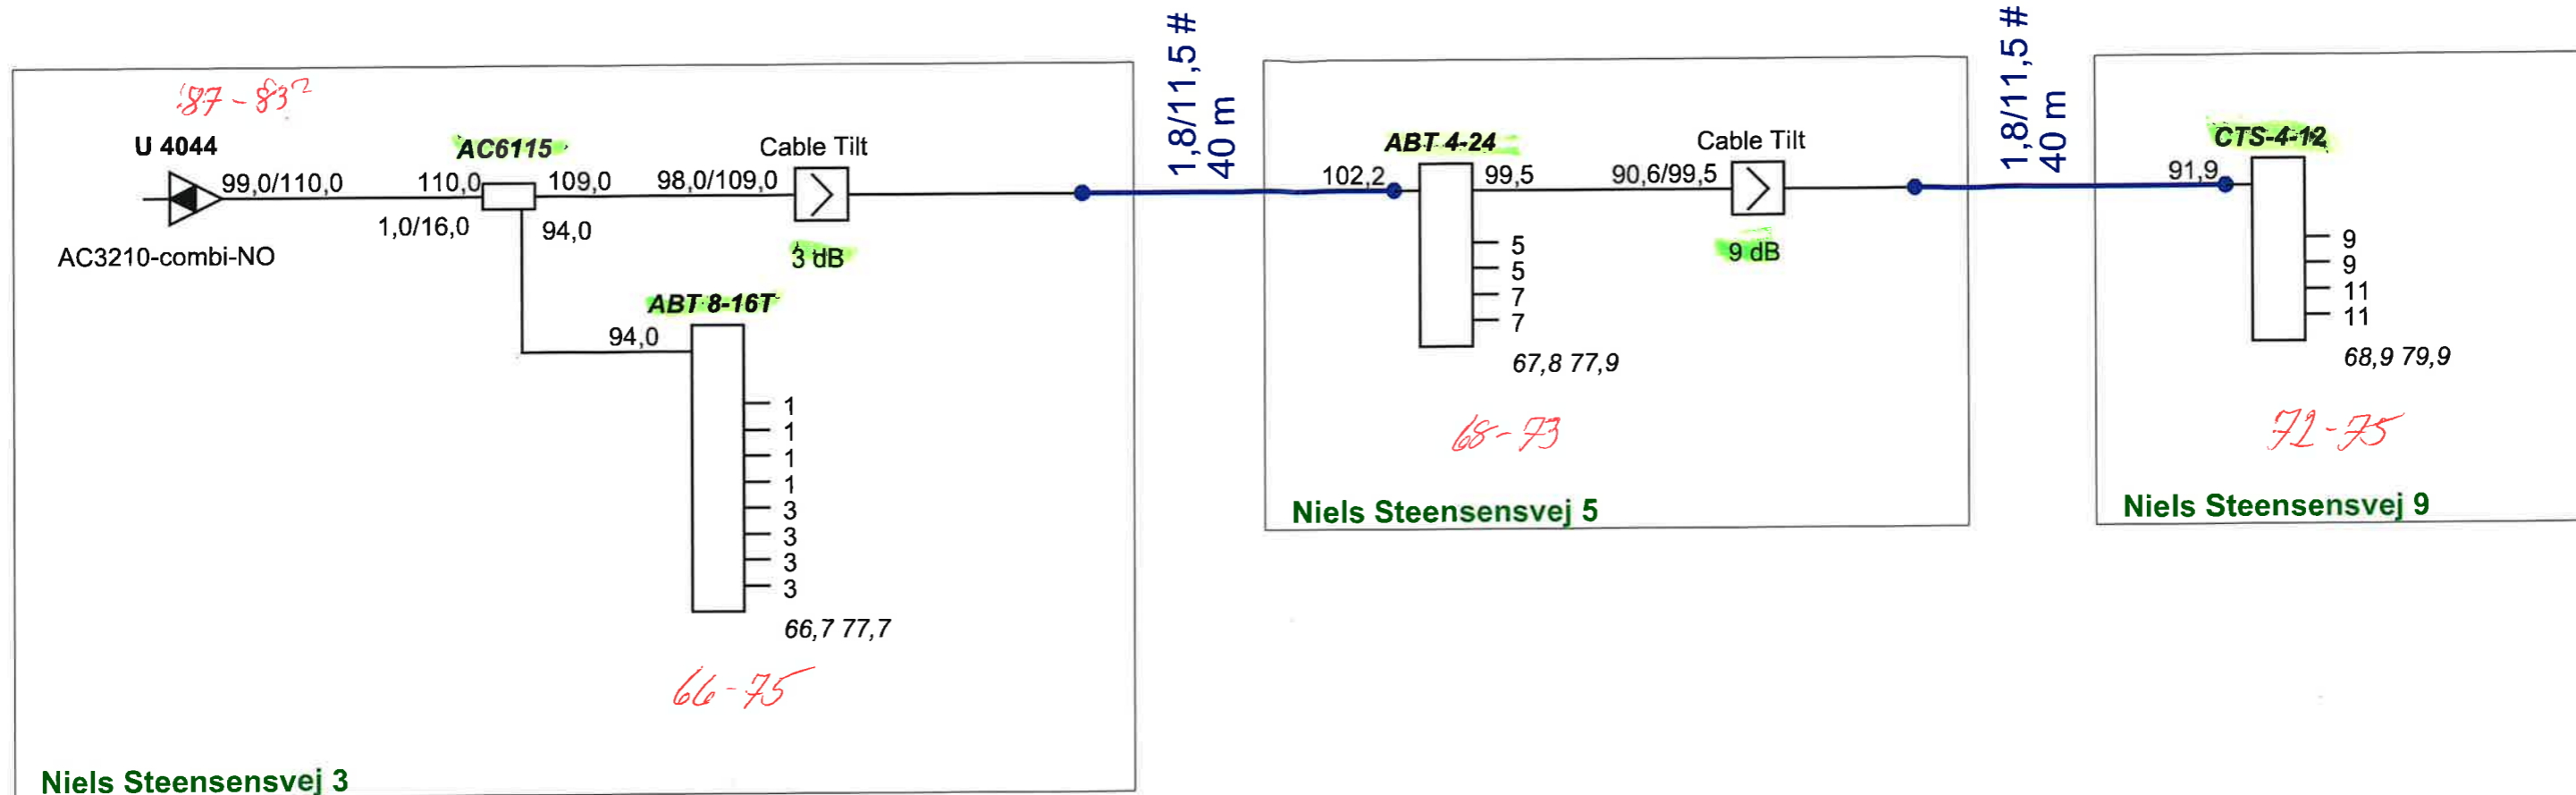 87-83
U 4044
99,0/110,0
AC3210-combi-NO
AC6115
110,0
109,0
1,0/16,0
94,0
98,0/109,0
Cable Tilt
3 dB
ABT 8-16T
94,0
1
1
1
1
3
3
3
3
66,7 77,7
66-75
Niels Steensensvej 3
1,8/11,5 #
40 m
102,2
ABT 4-24
99,5
5
5
7
7
67,8 77,9
68-73
90,6/99,5
Cable Tilt
9 dB
Niels Steensensvej 5
1,8/11,5 #
40 m
91,9
CTS-4-12
9
9
11
11
68,9 79,9
72-75
Niels Steensensvej 9